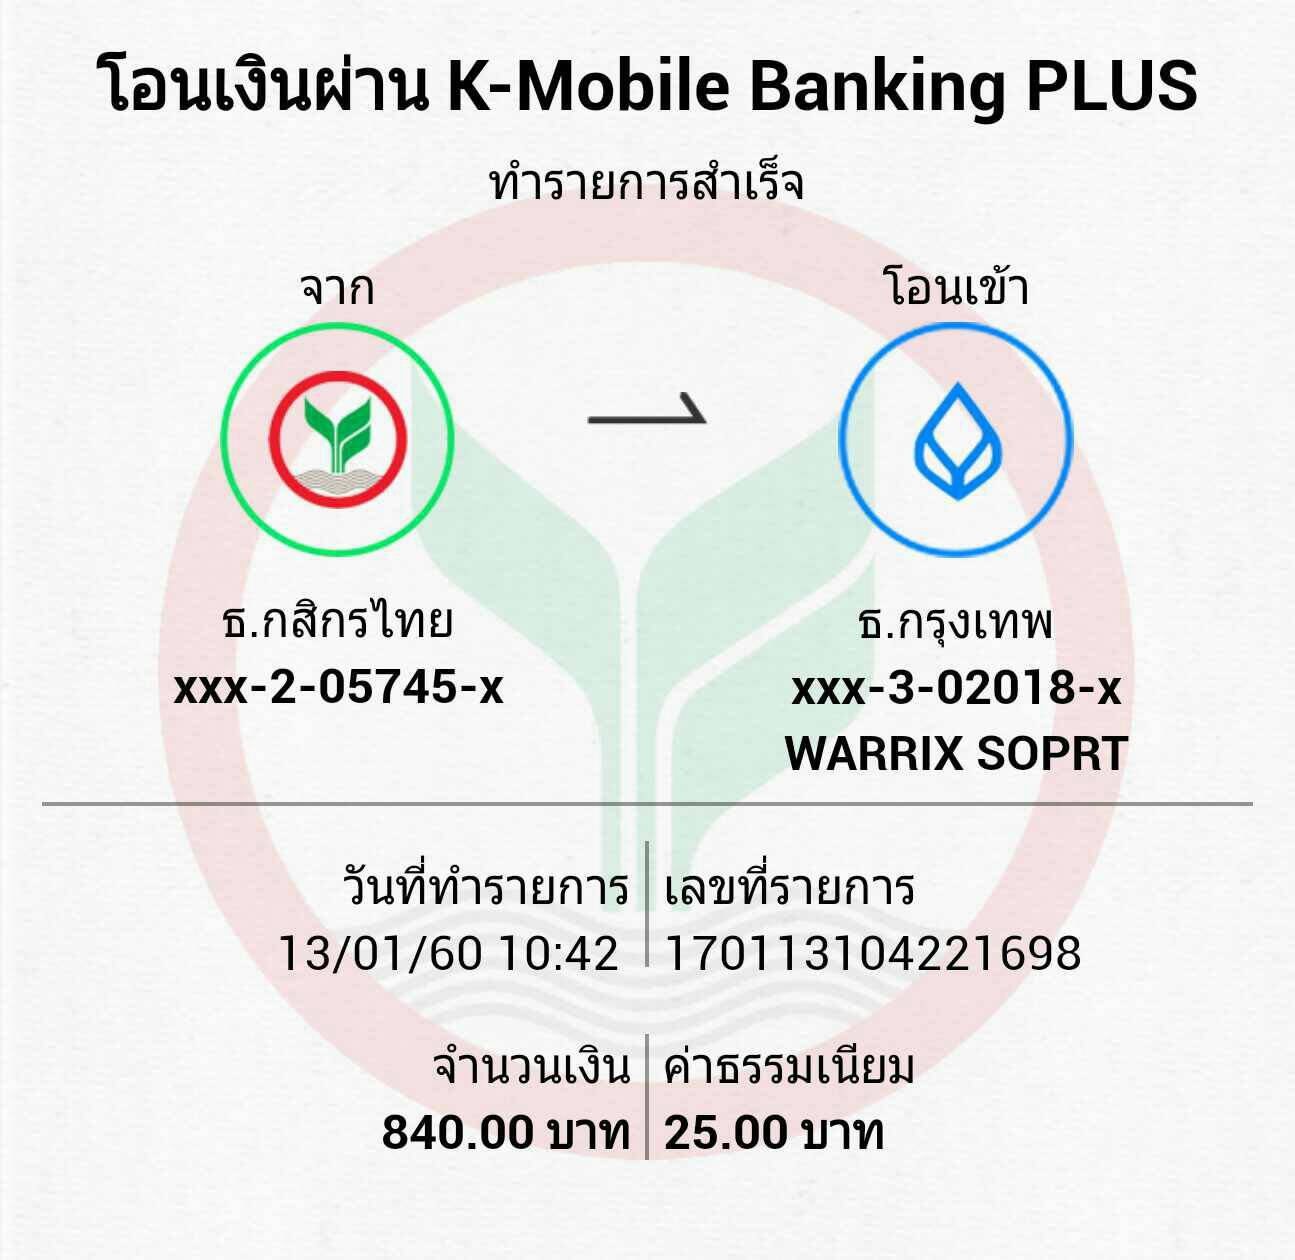 โอนเงินผ่าน K-Mobile Banking PLUS
ทำรายการสำเร็จ
จาก
โอนเข้า
ธ.กสิกรไทย
xxx-2-05745-x
ธ.กรุงเทพ
xxx-3-02018-x
WARRIX SOPRT
วันที่ทำรายการ
13/01/60 10:42
เลขที่รายการ
170113104221698
จำนวนเงิน
840.00 บาท
ค่าธรรมเนียม
25.00 บาท